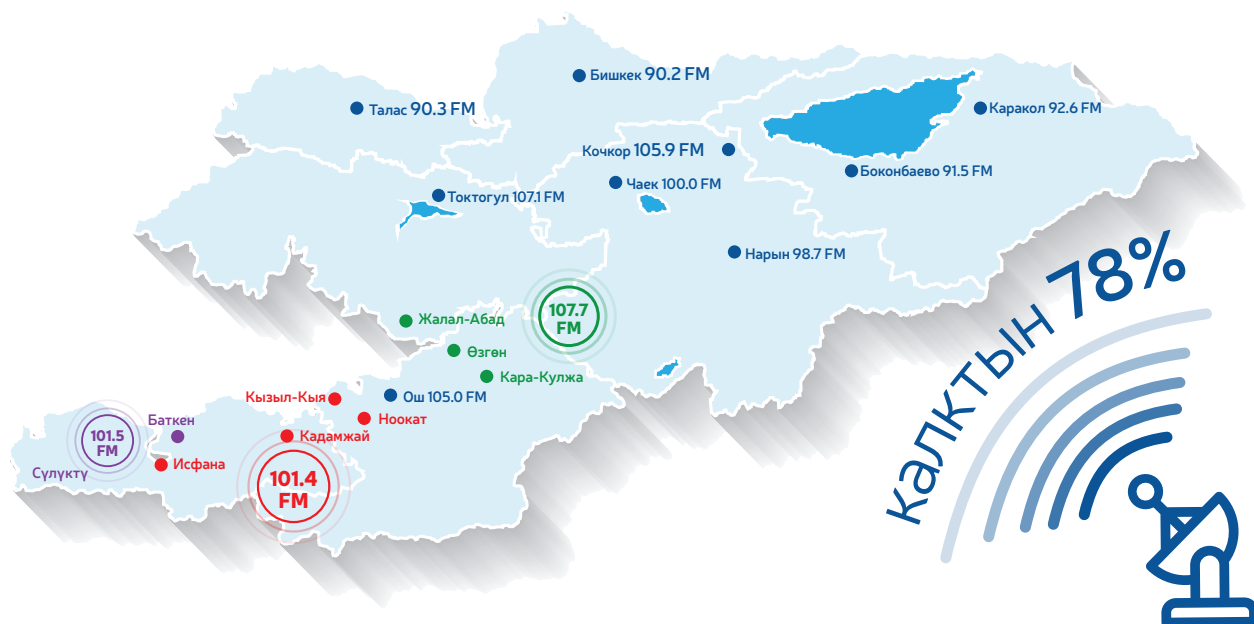 Бишкек 90.2 FM
Талас 90.3 FM
Каракол 92.6 FM
Кочкор 105.9 FM
Боконбаево 91.5 FM
Чаек 100.0 FM
Токтогул 107.1 FM
Нарын 98.7 FM
КАЛКТЫН 78%
107.7
FM
Жалал-Абад
Өзгөн
Кара-Кулжа
Кызыл-Кыя
Ош 105.0 FM
Ноокат
Баткен
101.5
FM
Кадамжай
Исфана
Сүлүктү
101.4
FM